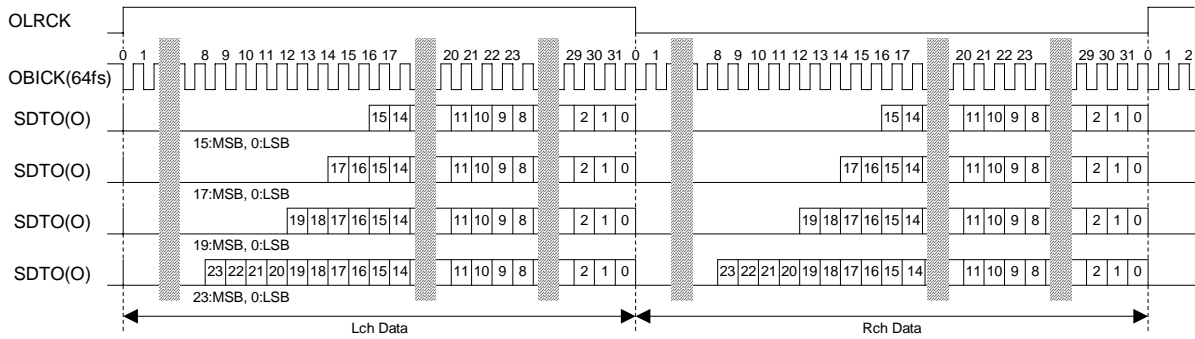 OLRCK
0 1 8 9 10 11 12 13 14 15 16 17 20 21 22 23 29 30 31 0 1 8 9 10 11 12 13 14 15 16 17 20 21 22 23 29 30 31 0 1 2
OBICK(64fs)
SDTO(O) 15 14 11 10 9 8 2 1 0 15 14 11 10 9 8 2 1 0
15:MSB, 0:LSB
SDTO(O) 17 16 15 14 11 10 9 8 2 1 0 17 16 15 14 11 10 9 8 2 1 0
17:MSB, 0:LSB
SDTO(O) 19 18 17 16 15 14 11 10 9 8 2 1 0 19 18 17 16 15 14 11 10 9 8 2 1 0
19:MSB, 0:LSB
SDTO(O) 23 22 21 20 19 18 17 16 15 14 11 10 9 8 2 1 0 23 22 21 20 19 18 17 16 15 14 11 10 9 8 2 1 0
23:MSB, 0:LSB
Lch Data Rch Data